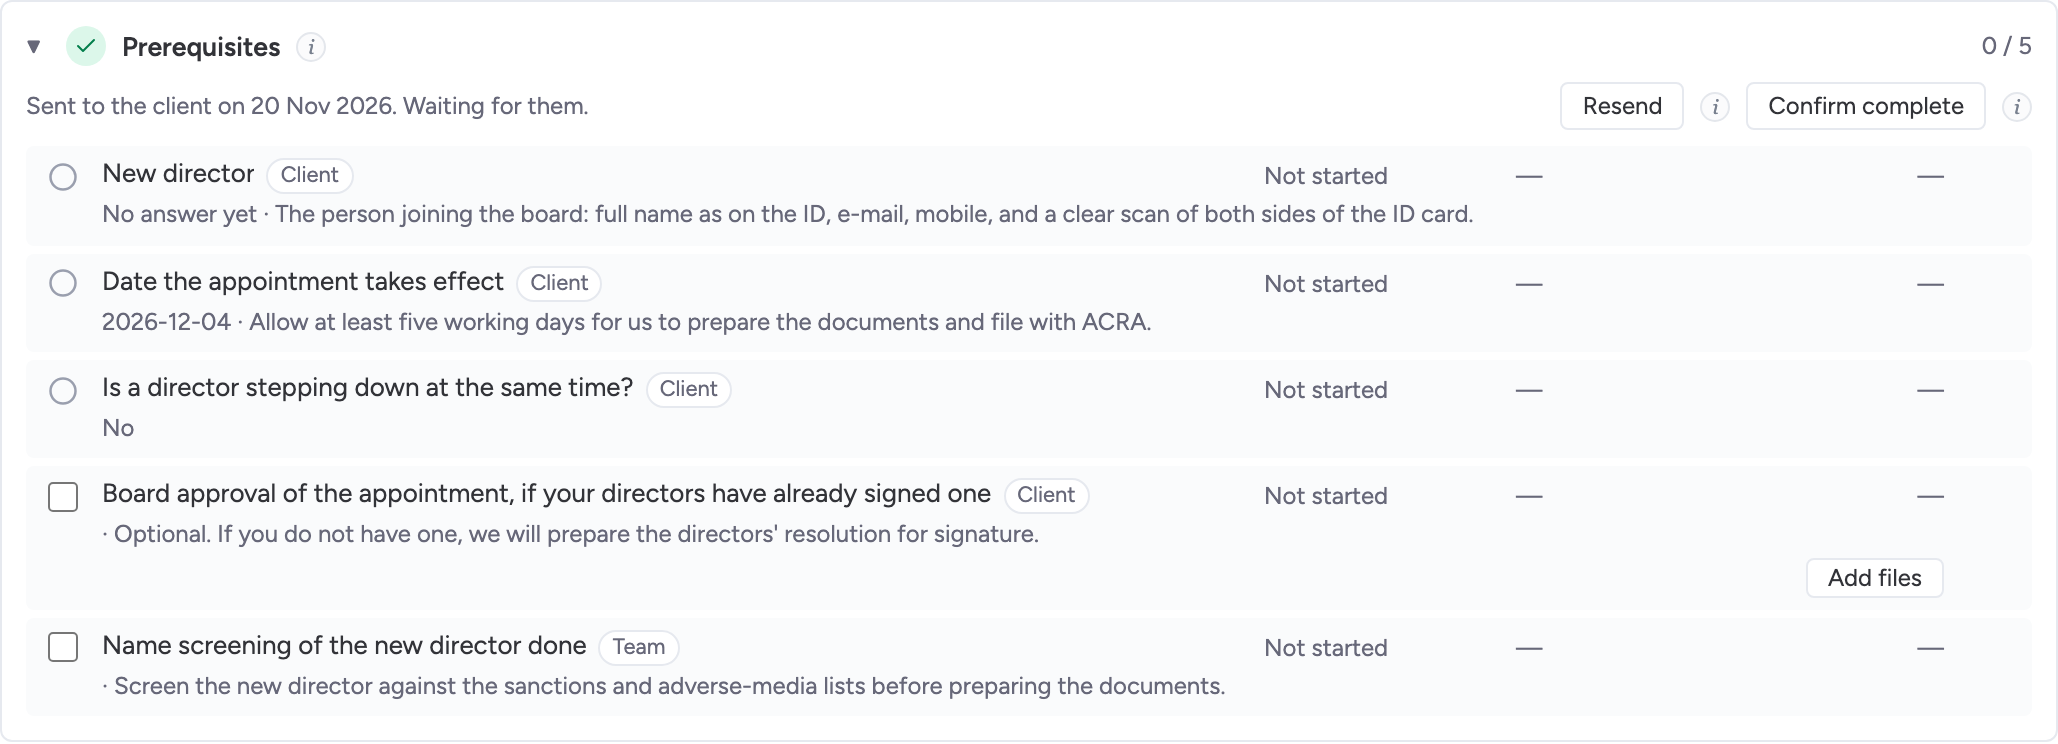 Prerequisites i 0 / 5
Sent to the client on 20 Nov 2026. Waiting for them. Resend i Confirm complete i
New director Client Not started — —
No answer yet · The person joining the board: full name as on the ID, e-mail, mobile, and a clear scan of both sides of the ID card.
Date the appointment takes effect Client Not started — —
2026-12-04 · Allow at least five working days for us to prepare the documents and file with ACRA.
Is a director stepping down at the same time? Client Not started — —
No
Board approval of the appointment, if your directors have already signed one Client Not started — —
· Optional. If you do not have one, we will prepare the directors' resolution for signature.
Add files
Name screening of the new director done Team Not started — —
· Screen the new director against the sanctions and adverse-media lists before preparing the documents.